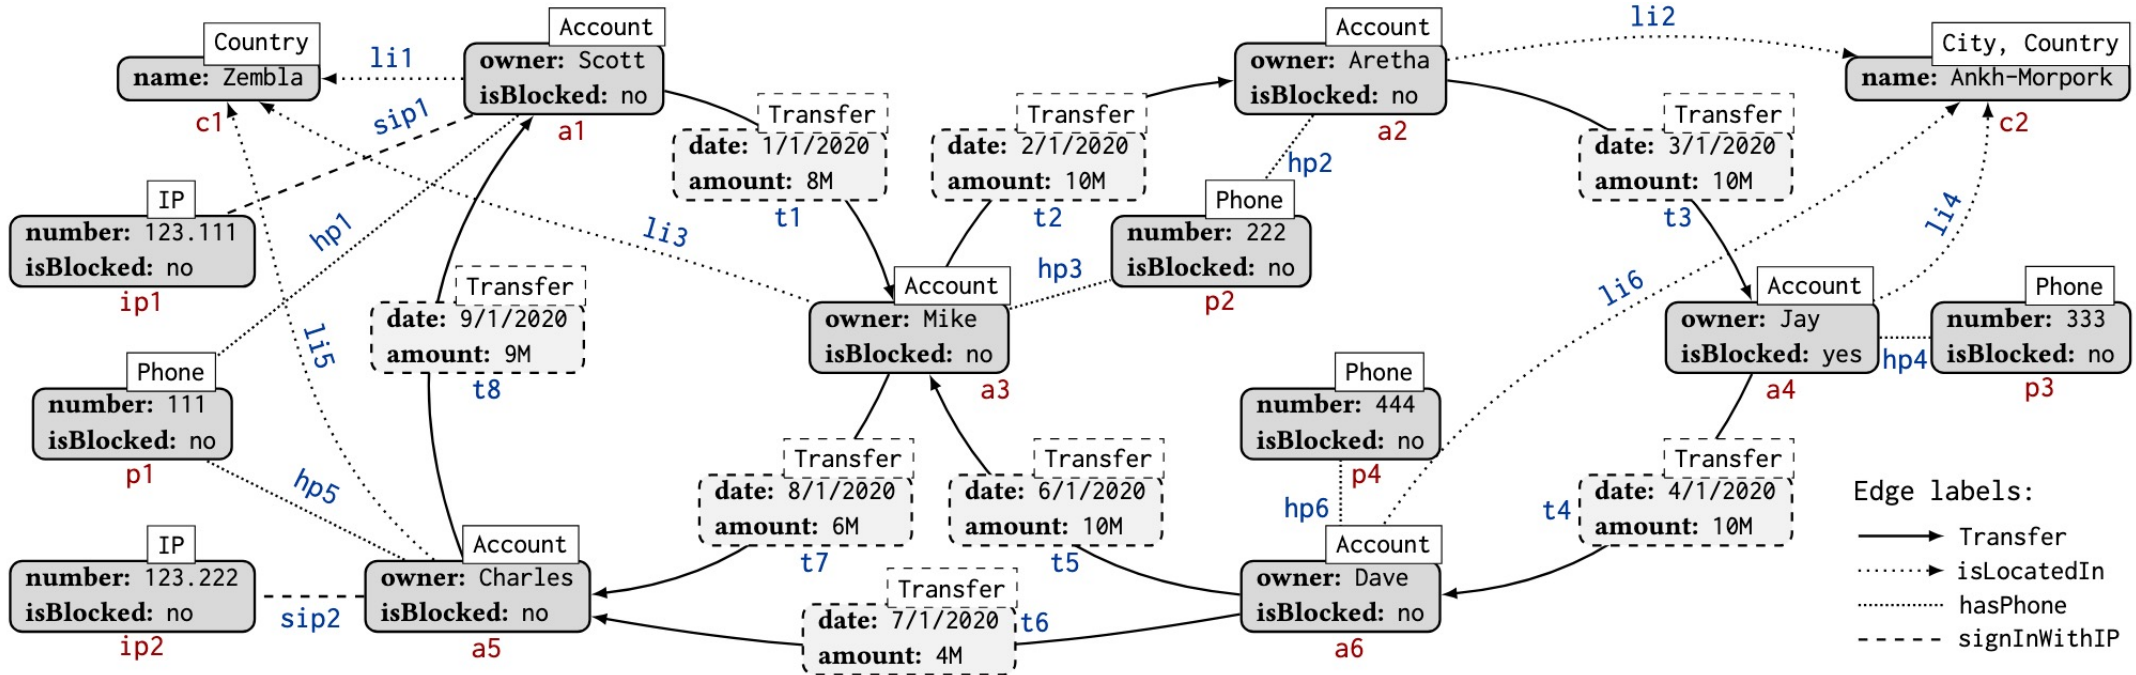 Country
name: Zembla
c1
li1
Account
owner: Scott
isBlocked: no
a1
sip1
Transfer
date: 1/1/2020
amount: 8M
t1
Transfer
date: 2/1/2020
amount: 10M
t2
Account
owner: Aretha
isBlocked: no
a2
li2
Transfer
date: 3/1/2020
amount: 10M
t3
City, Country
name: Ankh-Morpork
c2
IP
number: 123.111
isBlocked: no
ip1
hp1
li3
hp2
Phone
number: 222
isBlocked: no
p2
hp3
li4
li6
Transfer
date: 9/1/2020
amount: 9M
t8
li5
Account
owner: Mike
isBlocked: no
a3
Account
owner: Jay
isBlocked: yes
a4
hp4
Phone
number: 333
isBlocked: no
p3
Phone
number: 111
isBlocked: no
p1
Phone
number: 444
isBlocked: no
p4
hp5
Transfer
date: 8/1/2020
amount: 6M
t7
Transfer
date: 6/1/2020
amount: 10M
t5
hp6
Transfer
date: 4/1/2020
amount: 10M
t4
IP
number: 123.222
isBlocked: no
ip2
sip2
Account
owner: Charles
isBlocked: no
a5
Transfer
date: 7/1/2020
amount: 4M
t6
Account
owner: Dave
isBlocked: no
a6
Edge labels:
Transfer
isLocatedIn
hasPhone
signInWithIP